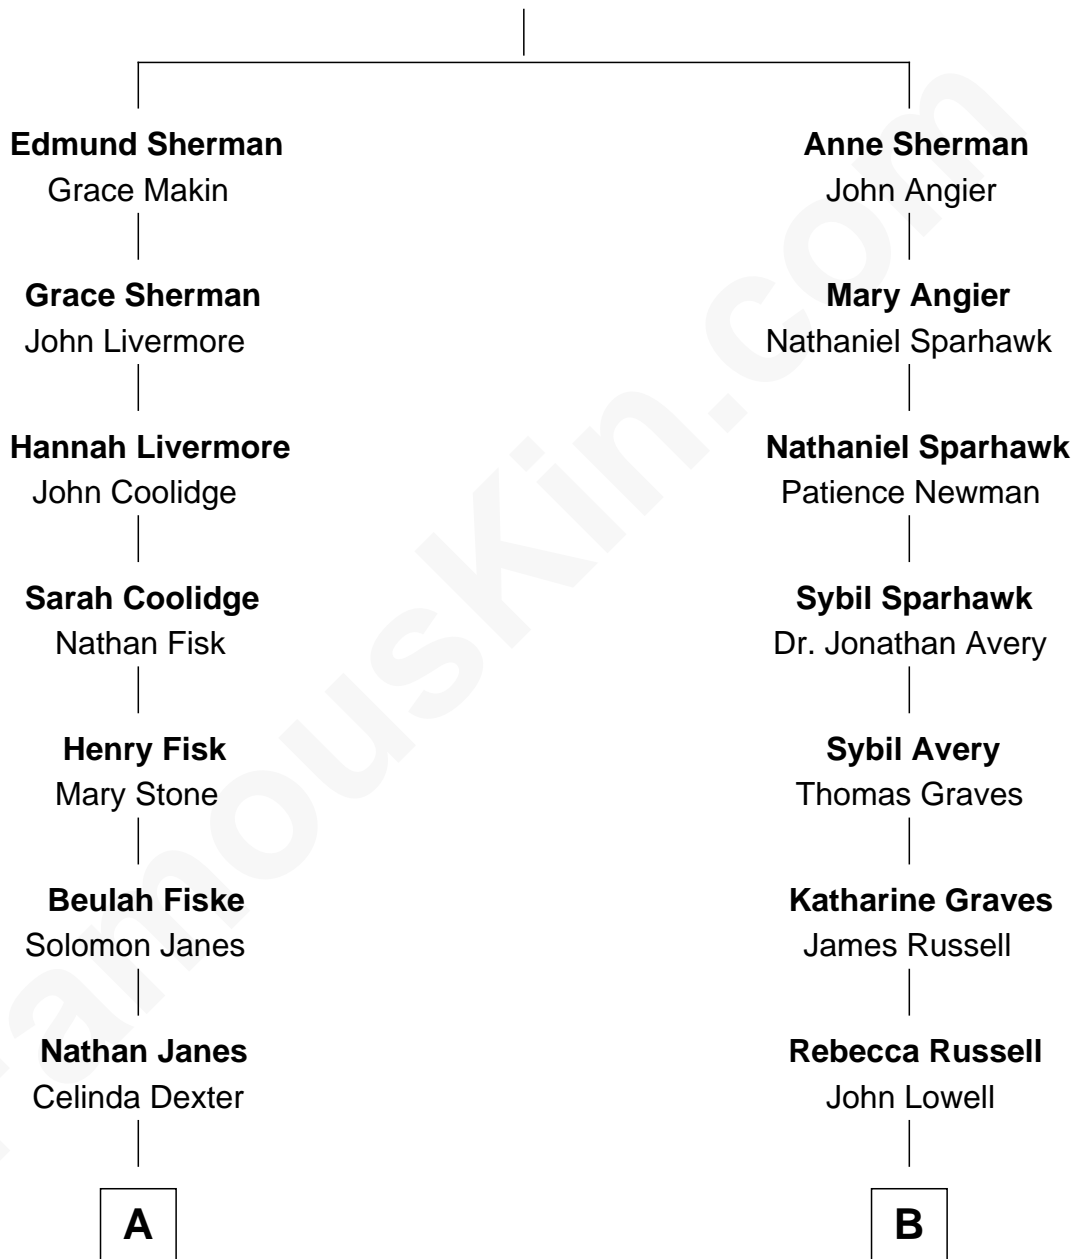 Edmund Sherman
Grace Makin
Grace Sherman
John Livermore
Hannah Livermore
John Coolidge
Sarah Coolidge
Nathan Fisk
Henry Fisk
Mary Stone
Beulah Fiske
Solomon Janes
Nathan Janes
Celinda Dexter
A
Anne Sherman
John Angier
Mary Angier
Nathaniel Sparhawk
Nathaniel Sparhawk
Patience Newman
Sybil Sparhawk
Dr. Jonathan Avery
Sybil Avery
Thomas Graves
Katharine Graves
James Russell
Rebecca Russell
John Lowell
B
FamousKin.com